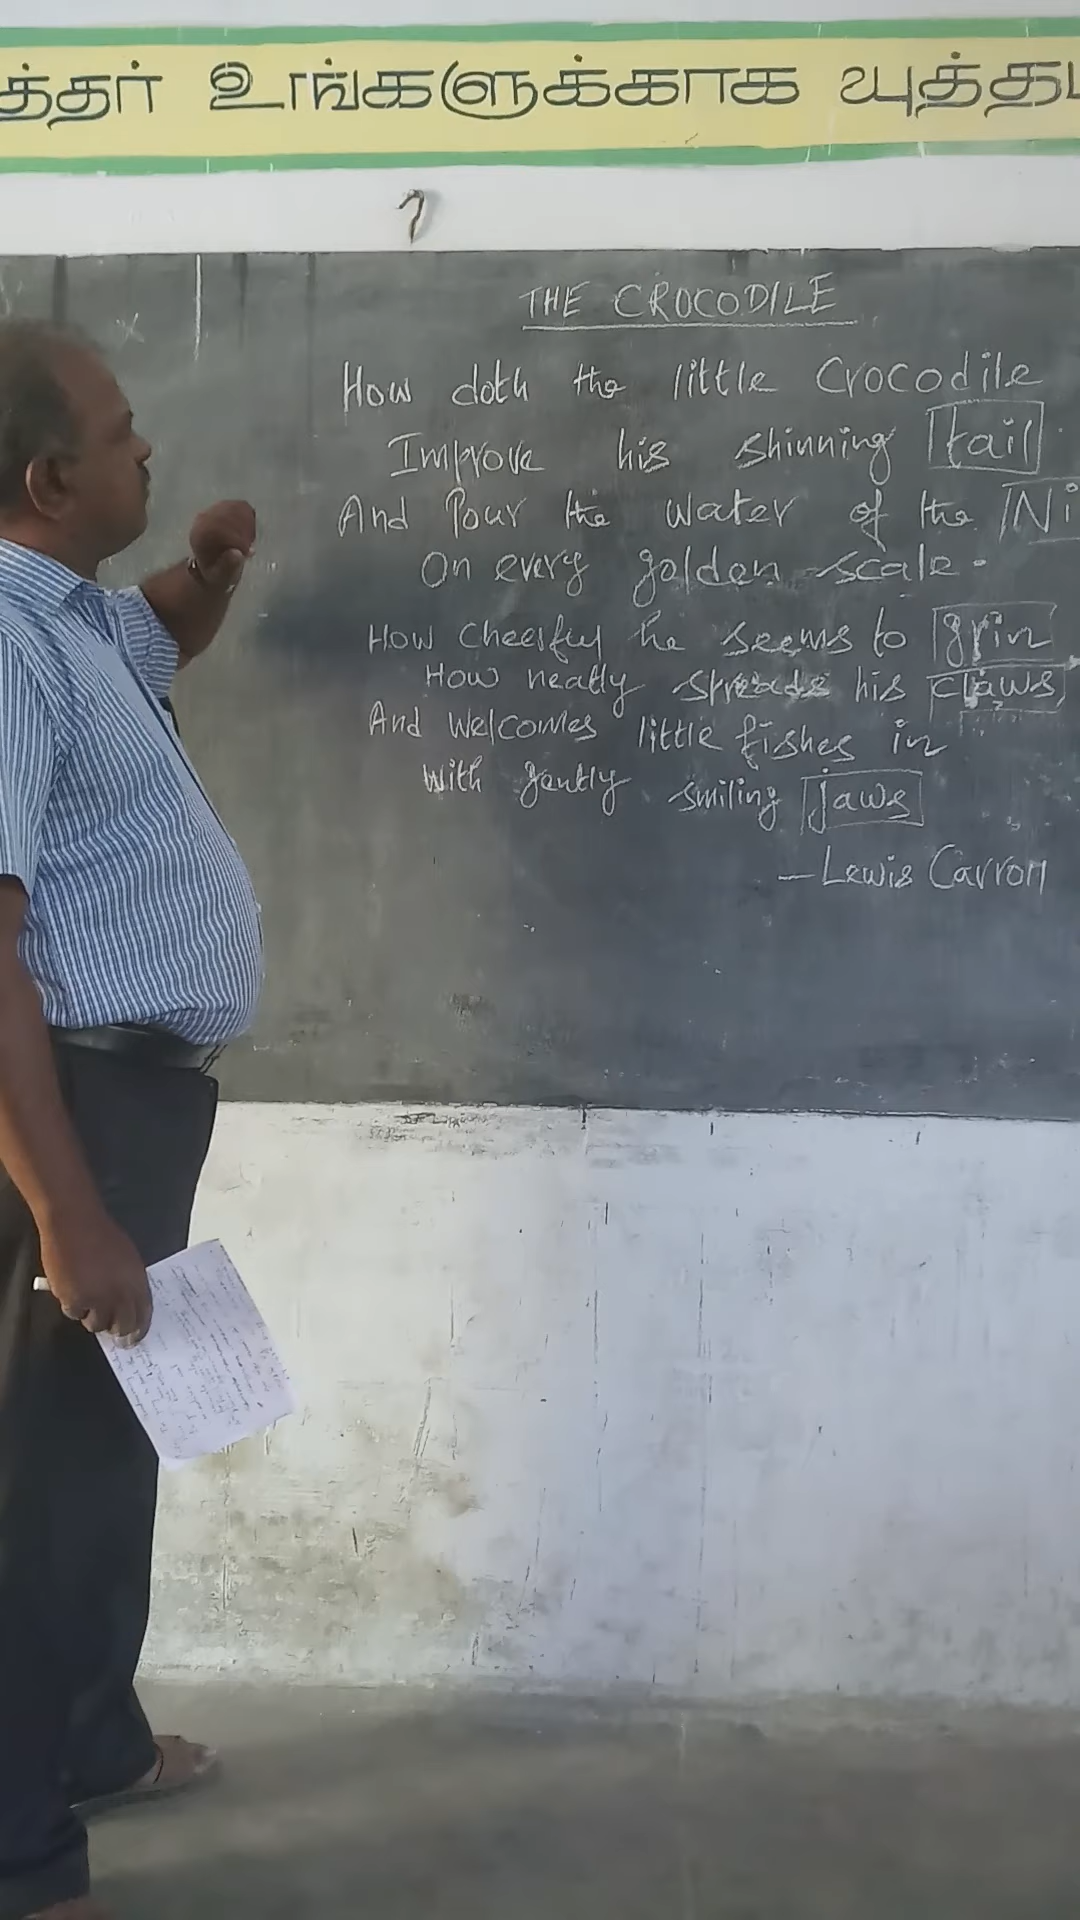 த்தர் உங்களுக்காக யுத்தம
THE CROCODILE
How doth the little Crocodile
Improve his shinning tail
And Pour the water of the Ni
On every golden scale.
How cheerful he seems to grin
How neatly spreads his claws
And welcomes little fishes in
with gently smiling jaws
—Lewis Carroll